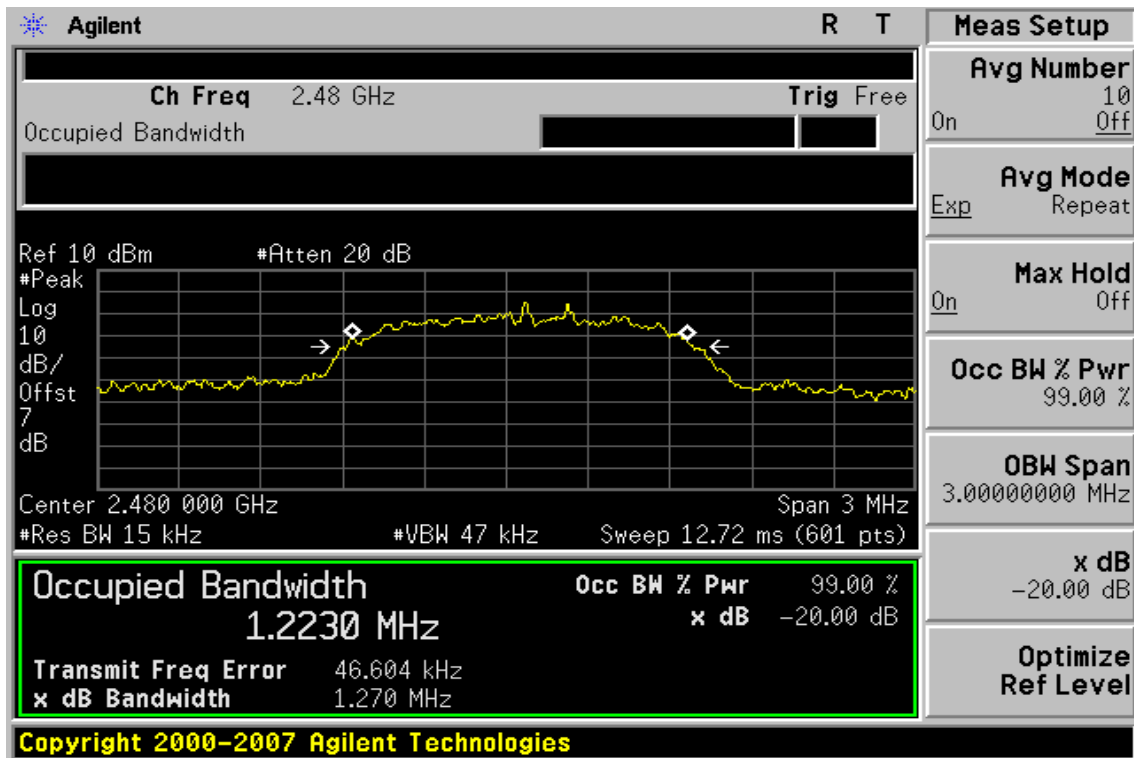 Agilent R T
Ch Freq 2.48 GHz Trig Free
Occupied Bandwidth
Ref 10 dBm #Atten 20 dB
#Peak
Log
10
dB/
Offst
7
dB
Center 2.480 000 GHz Span 3 MHz
#Res BW 15 kHz #VBW 47 kHz Sweep 12.72 ms (601 pts)
Occupied Bandwidth Occ BW % Pwr 99.00 %
1.2230 MHz x dB -20.00 dB
Transmit Freq Error 46.604 kHz
x dB Bandwidth 1.270 MHz
Copyright 2000-2007 Agilent Technologies
Meas Setup
Avg Number
10
On Off
Avg Mode
Exp Repeat
Max Hold
On Off
Occ BW % Pwr
99.00 %
OBW Span
3.00000000 MHz
x dB
-20.00 dB
Optimize
Ref Level